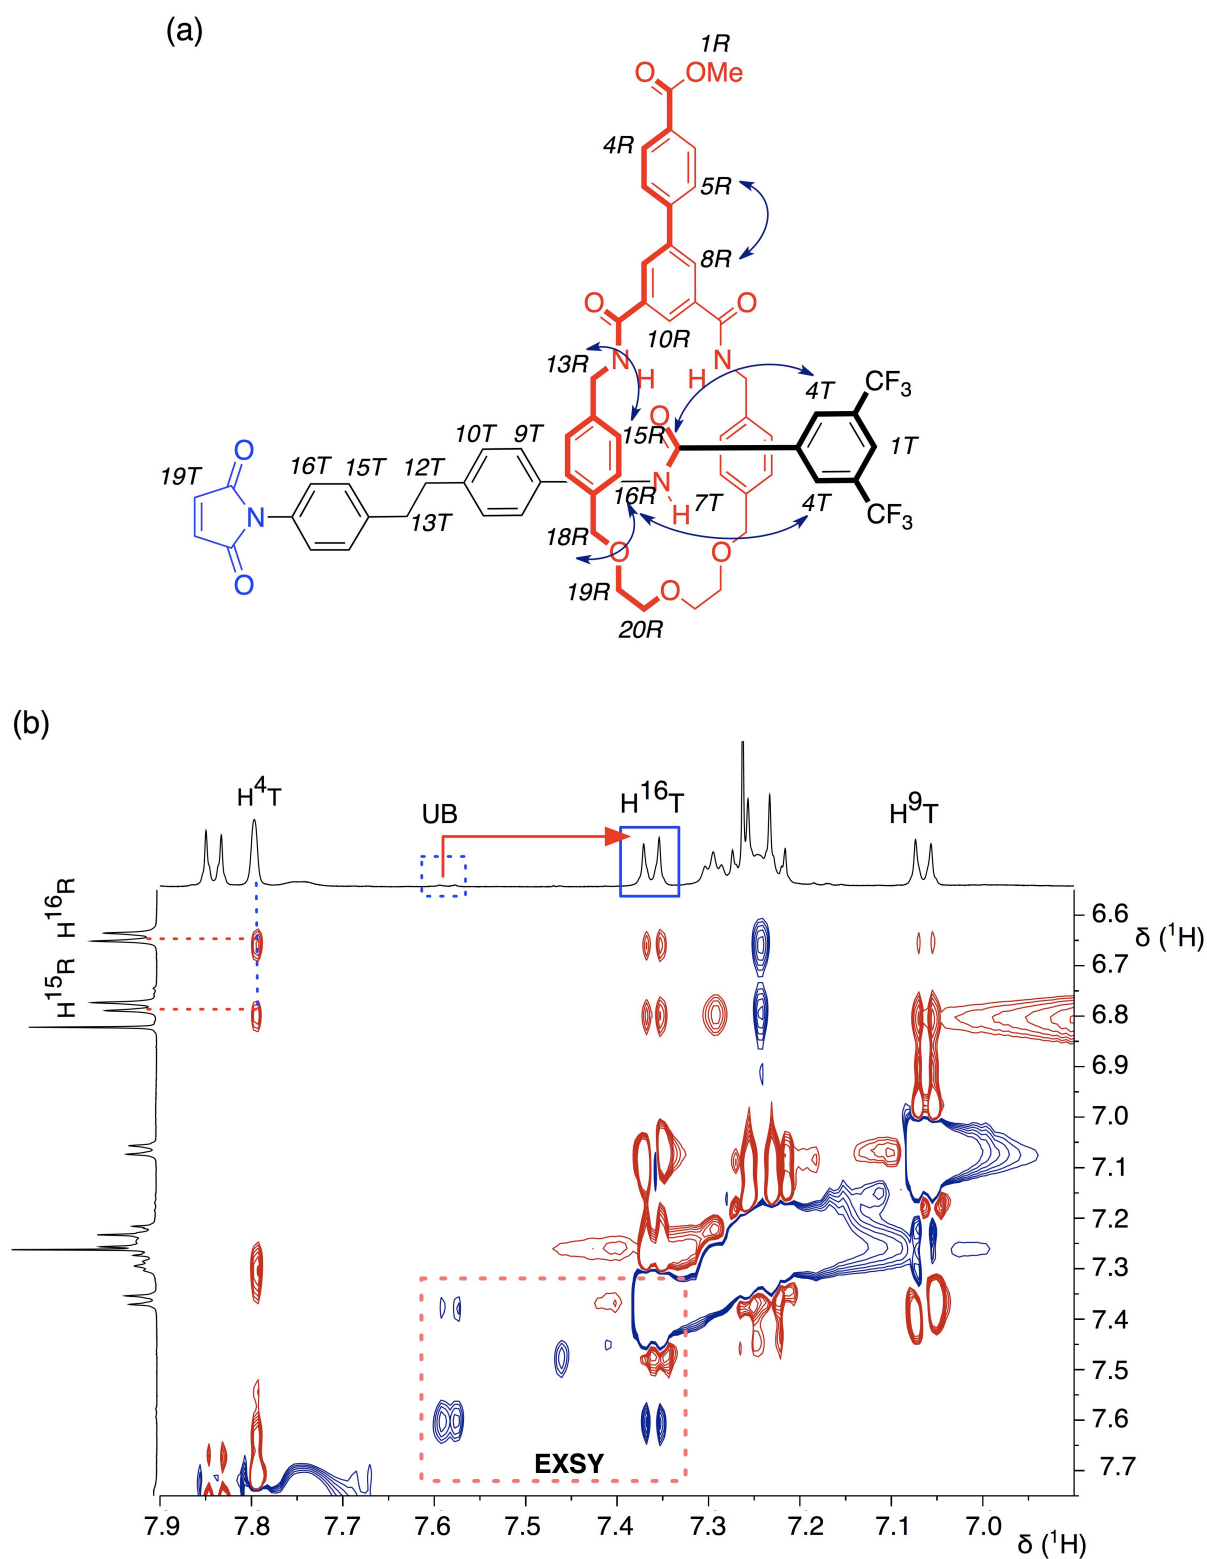 (a)
1R
O OMe
4R
5R
8R
O O
10R
13R N N
H H
4T CF3
O
15R 1T
10T 9T
19T O 16T 15T 12T
16R N
H 7T 4T
N 13T
CF3
18R
O O
O
19R O
20R
(b)
H4T UB H16T H9T
H16R
H15R
6.6
δ (1H)
6.7
6.8
6.9
7.0
7.1
7.2
7.3
7.4
7.5
7.6
EXSY
7.7
7.9 7.8 7.7 7.6 7.5 7.4 7.3 7.2 7.1 7.0
δ (1H)